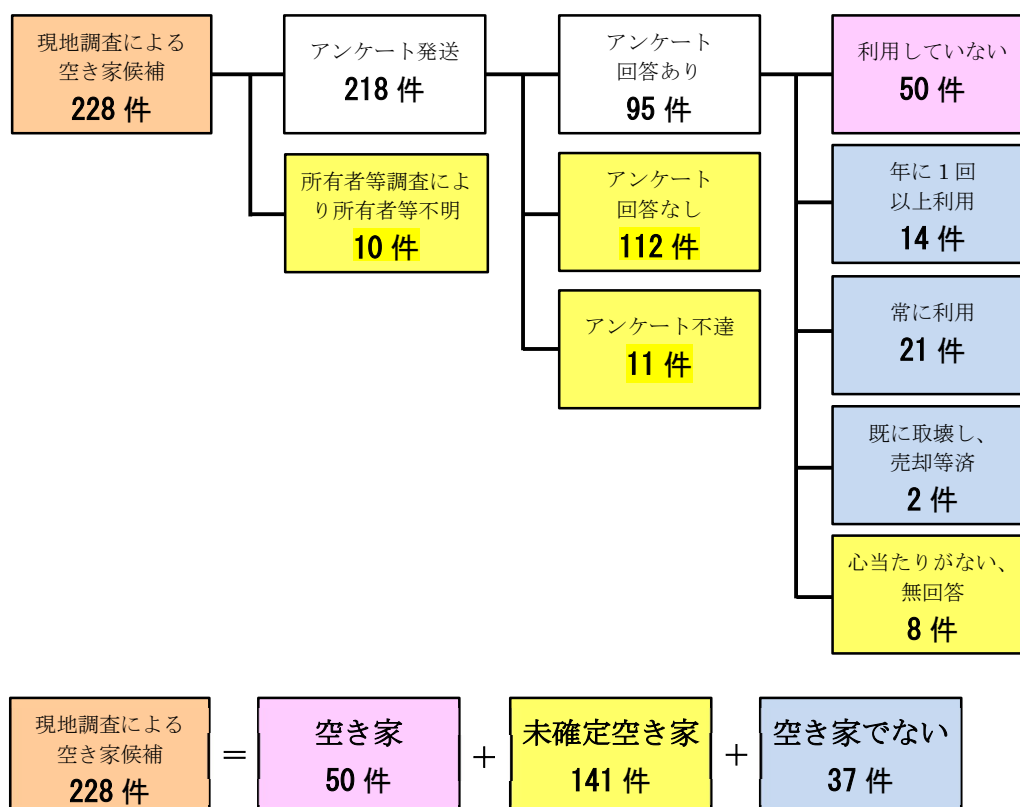 現地調査による
空き家候補
228 件
アンケート発送
218 件
アンケート
回答あり
95 件
利用していない
50 件
所有者等調査によ
り所有者等不明
10 件
アンケート
回答なし
112 件
年に１回
以上利用
14 件
アンケート不達
11 件
常に利用
21 件
既に取壊し、
売却等済
2 件
心当たりがない、
無回答
8 件
現地調査による
空き家候補
228 件
＝
空き家
50 件
＋
未確定空き家
141 件
＋
空き家でない
37 件